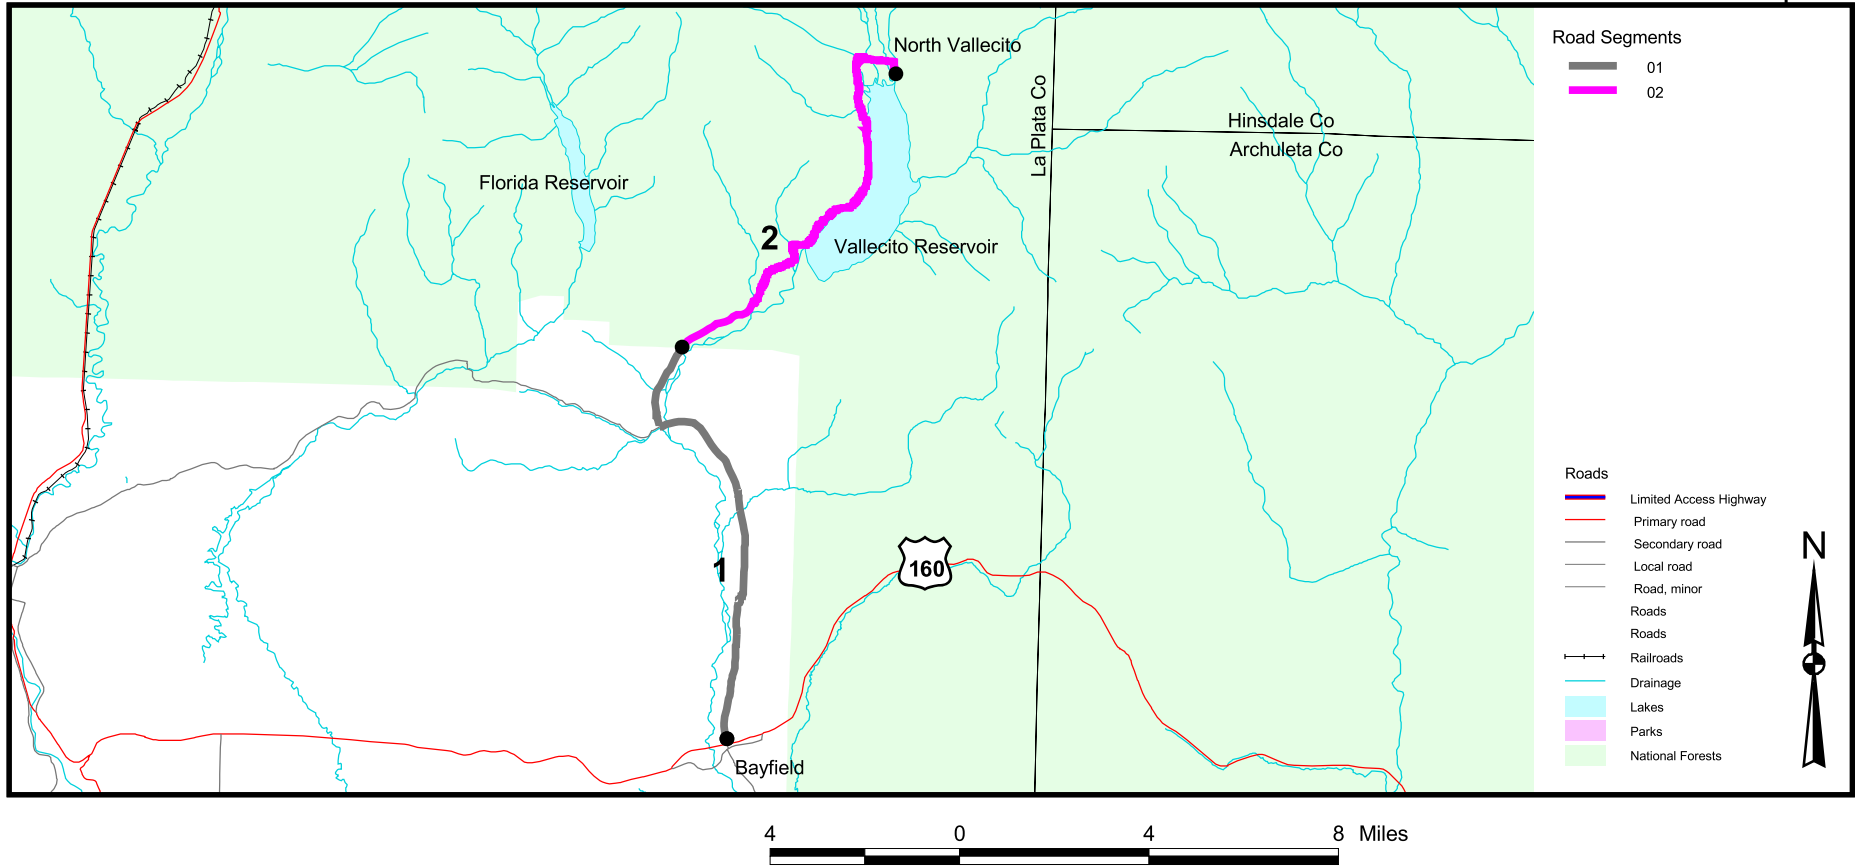 North Vallecito
Road Segments
01
02
La Plata Co
Hinsdale Co
Archuleta Co
Florida Reservoir
2
Vallecito Reservoir
1
160
Bayfield
Roads
Limited Access Highway
Primary road
Secondary road
Local road
Road, minor
Roads
Roads
Railroads
Drainage
Lakes
Parks
National Forests
N
4 0 4 8 Miles